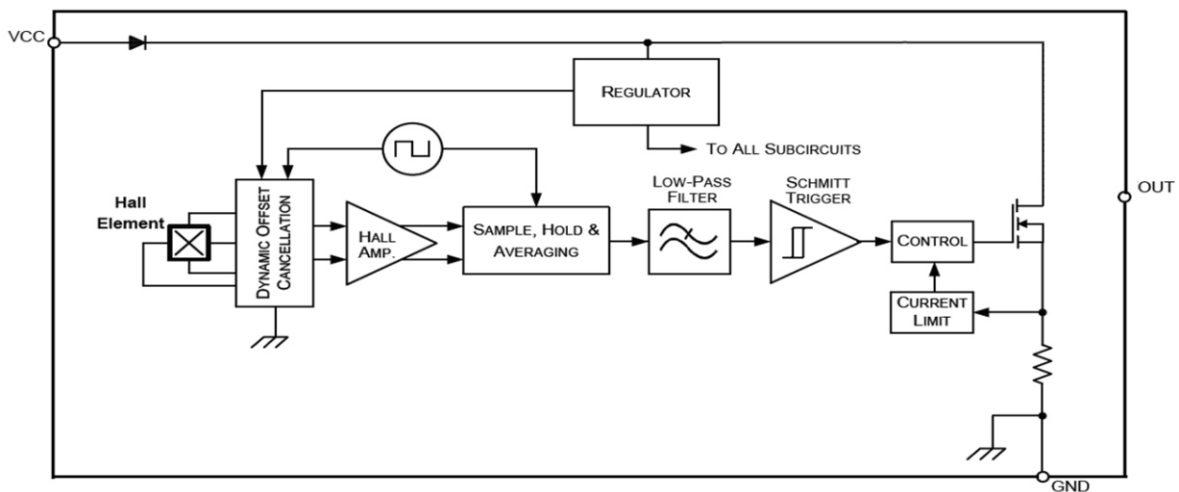 VCC
REGULATOR
TO ALL SUBCIRCUITS
OUT
Hall
Element
DYNAMIC OFFSET
CANCELLATION
HALL
AMP.
SAMPLE, HOLD &
AVERAGING
LOW-PASS
FILTER
SCHMITT
TRIGGER
CONTROL
CURRENT
LIMIT
GND